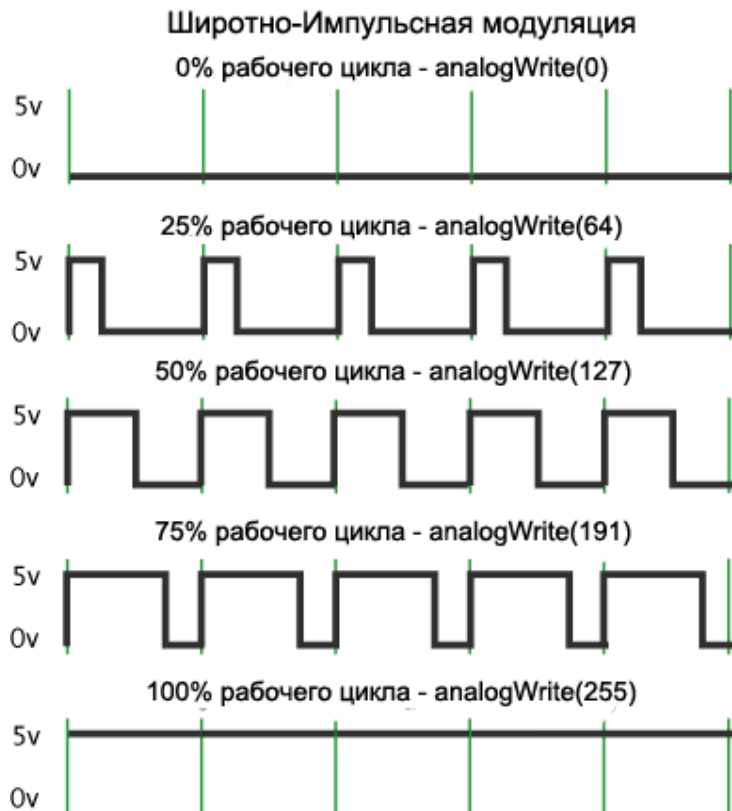 Широтно-Импульсная модуляция
0% рабочего цикла - analogWrite(0)
5v
0v
25% рабочего цикла - analogWrite(64)
5v
0v
50% рабочего цикла - analogWrite(127)
5v
0v
75% рабочего цикла - analogWrite(191)
5v
0v
100% рабочего цикла - analogWrite(255)
5v
0v